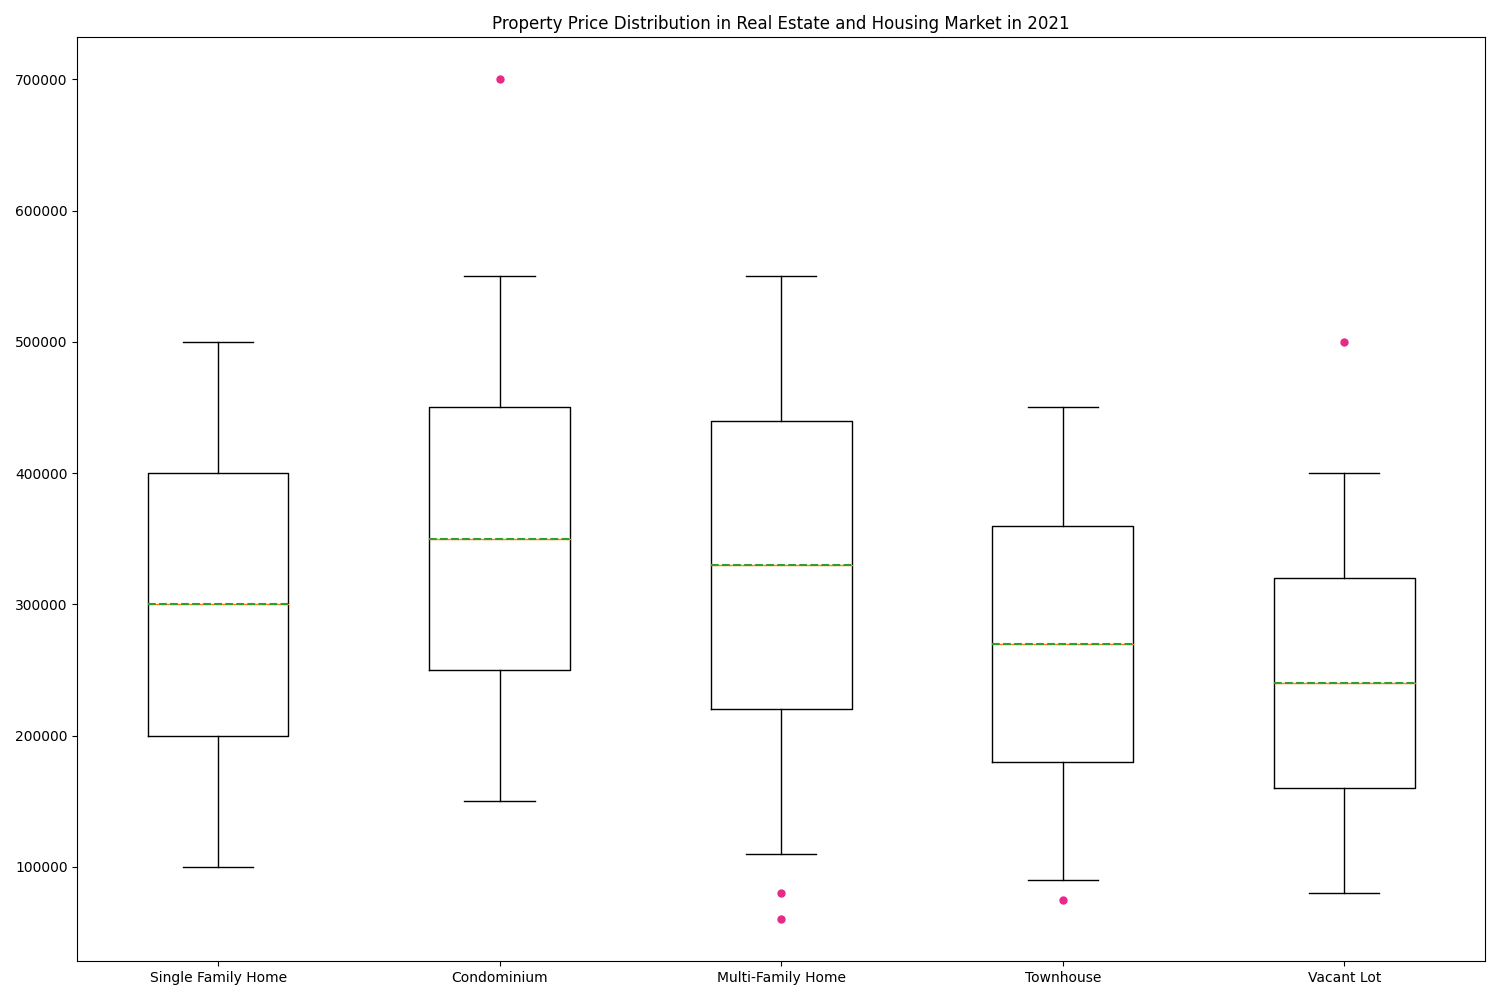 Property Price Distribution in Real Estate and Housing Market in 2021
700000
600000
500000
400000
300000
200000
100000
Single Family Home
Condominium
Multi-Family Home
Townhouse
Vacant Lot